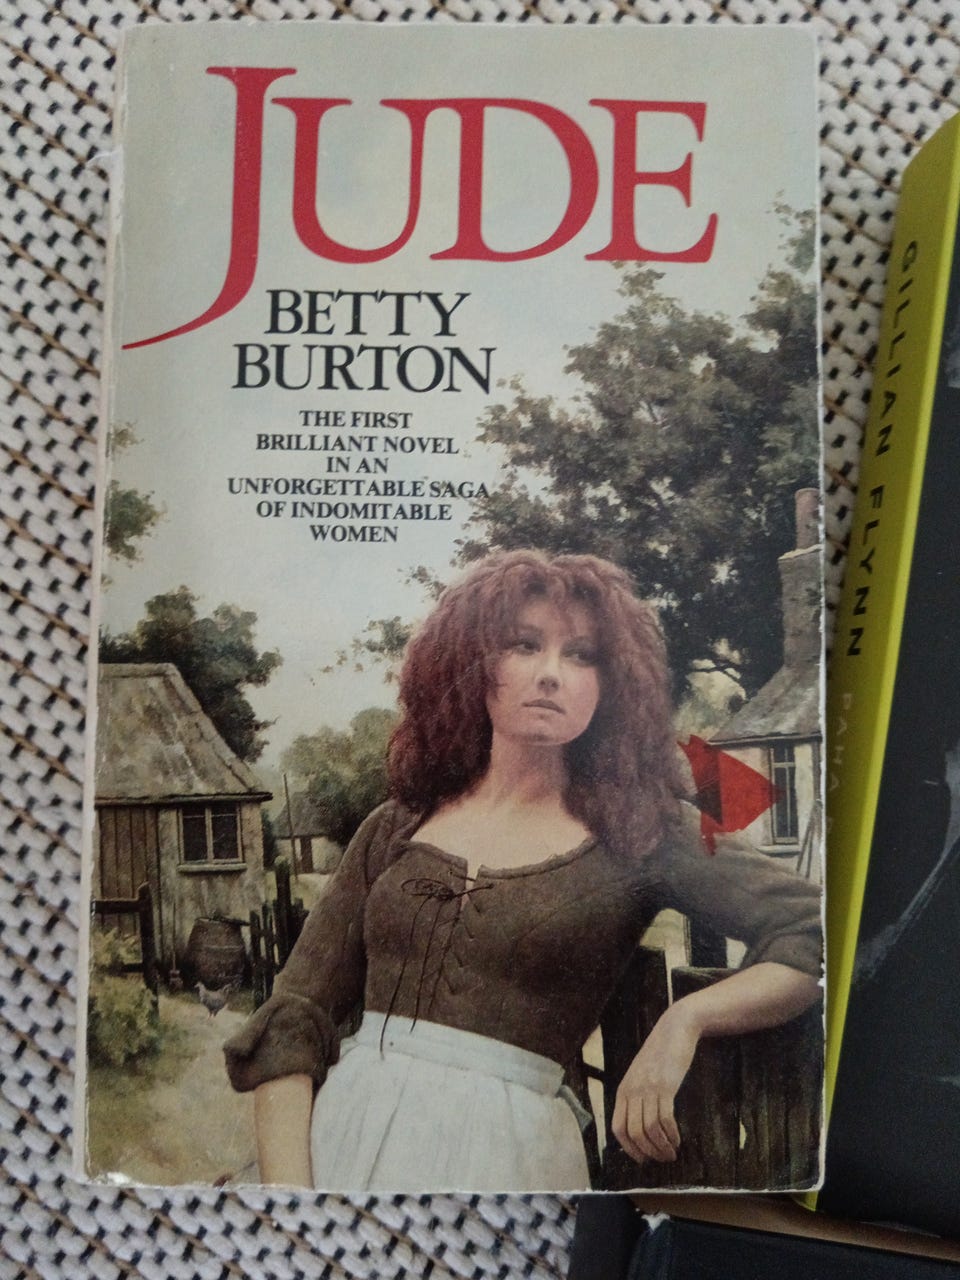 JUDE
BETTY
BURTON
THE FIRST
BRILLIANT NOVEL
IN AN
UNFORGETTABLE SAGA
OF INDOMITABLE
WOMEN
GILLIAN FLYNN